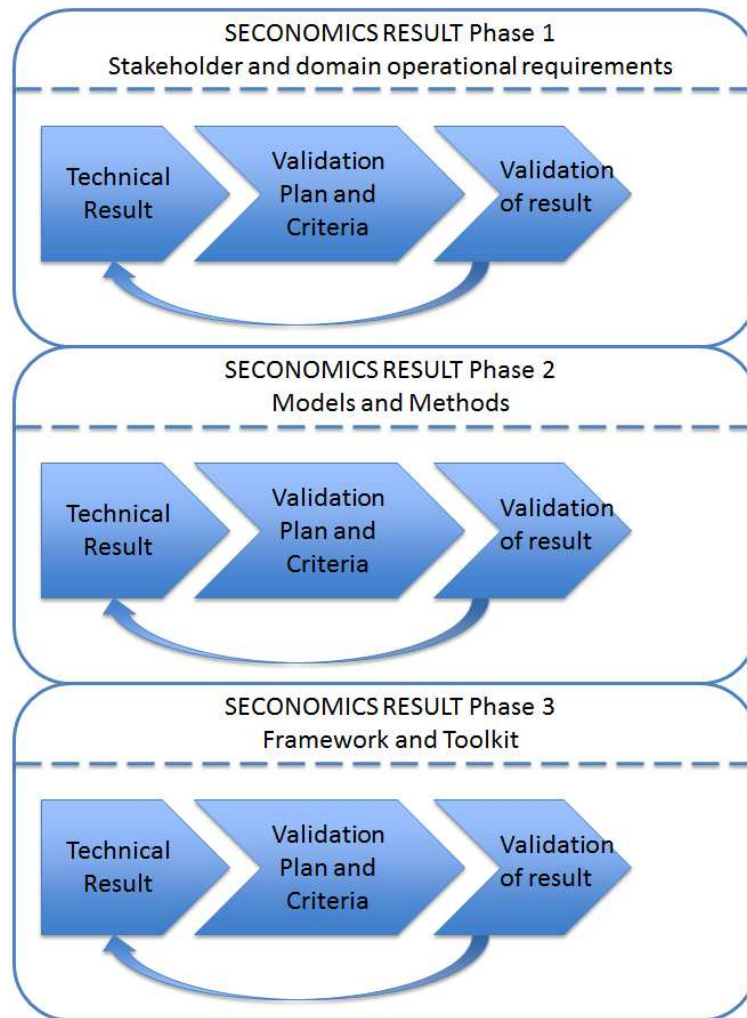 SECONOMICS RESULT Phase 1
Stakeholder and domain operational requirements
Technical
Result
Validation
Plan and
Criteria
Validation
of result
SECONOMICS RESULT Phase 2
Models and Methods
Technical
Result
Validation
Plan and
Criteria
Validation
of result
SECONOMICS RESULT Phase 3
Framework and Toolkit
Technical
Result
Validation
Plan and
Criteria
Validation
of result